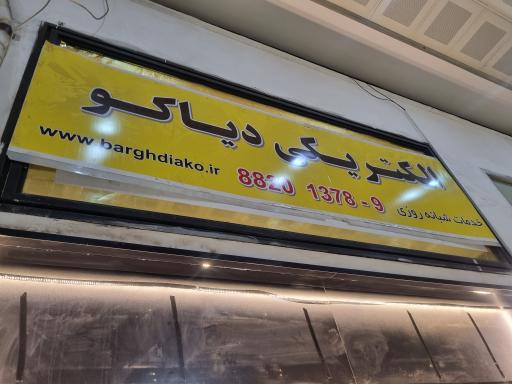 الکتریکی دیاکو
www.barghdiako.ir 8820 1378-9 خدمات شبانه روزی